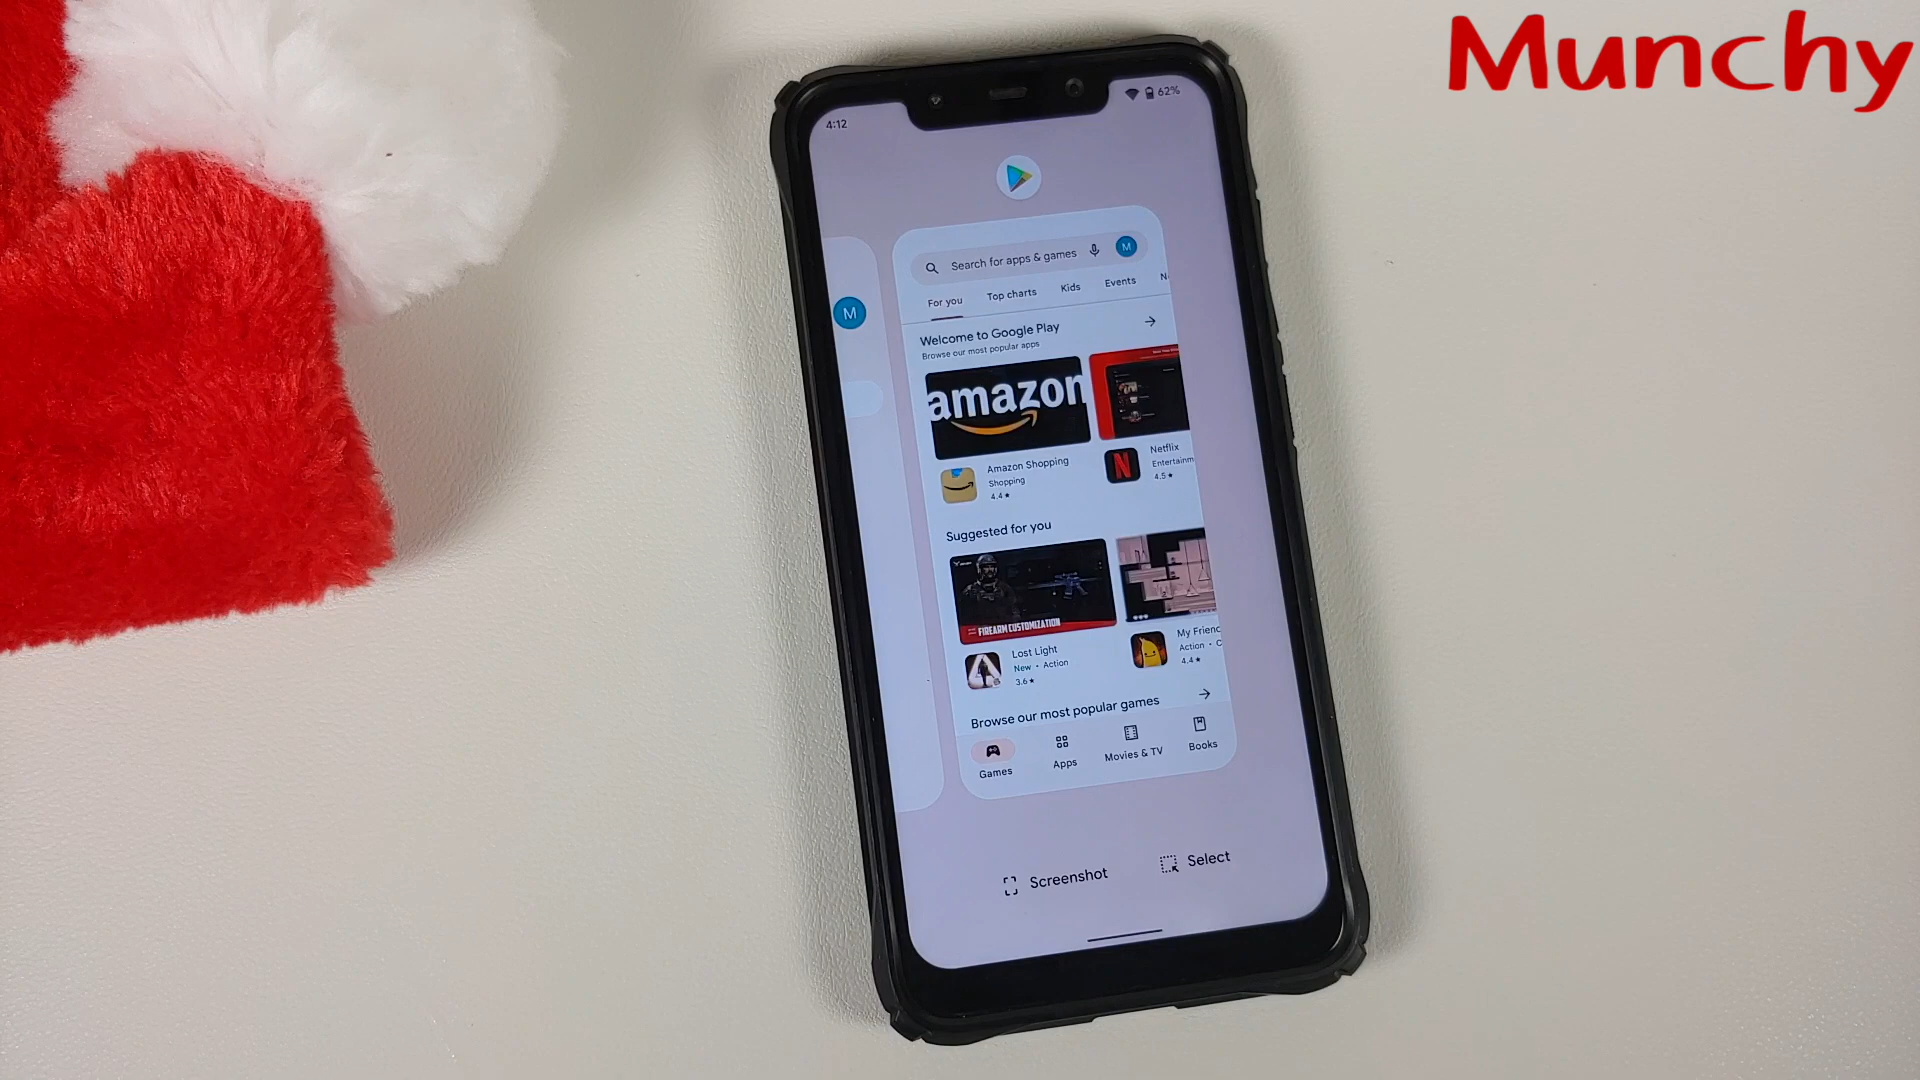 Munchy
4:12
62%
Search for apps & games
M
M
For you Top charts Kids Events
Welcome to Google Play
Browse our most popular apps
amazon
Amazon Shopping
Shopping
4.4★
N
Netflix
4.5★
Suggested for you
FIREARM CUSTOMIZATION
Lost Light
New • Action
3.6★
My
Action •
4.4★
Browse our most popular games
Games Apps Movies & TV Books
Screenshot Select